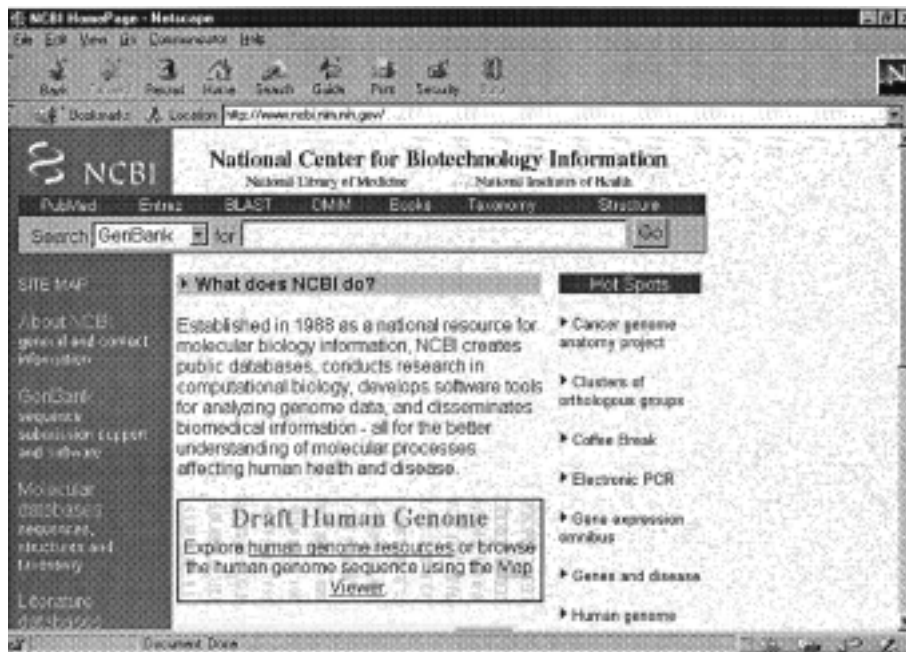 NCBI HomePage - Netscape
File Edit View Go Communicator Help
Back Reload Home Search Guide Print Security Stop
Bookmarks Location http://www.ncbi.nlm.nih.gov/
NCBI
National Center for Biotechnology Information
National Library of Medicine National Institutes of Health
PubMed Entrez BLAST OMIM Books Taxonomy Structure
Search GenBank for Go
SITE MAP
About NCBI
general and contact
information
GenBank
sequence
submission support
and software
Molecular
databases
sequences,
structures and
taxonomy
Literature
databases
What does NCBI do?
Established in 1988 as a national resource for
molecular biology information, NCBI creates
public databases, conducts research in
computational biology, develops software tools
for analyzing genome data, and disseminates
biomedical information - all for the better
understanding of molecular processes
affecting human health and disease.
Draft Human Genome
Explore human genome resources or browse
the human genome sequence using the Map
Viewer.
Hot Spots
Cancer genome
anatomy project
Clusters of
orthologous groups
Coffee Break
Electronic PCR
Gene expression
omnibus
Genes and disease
Human genome
Document: Done